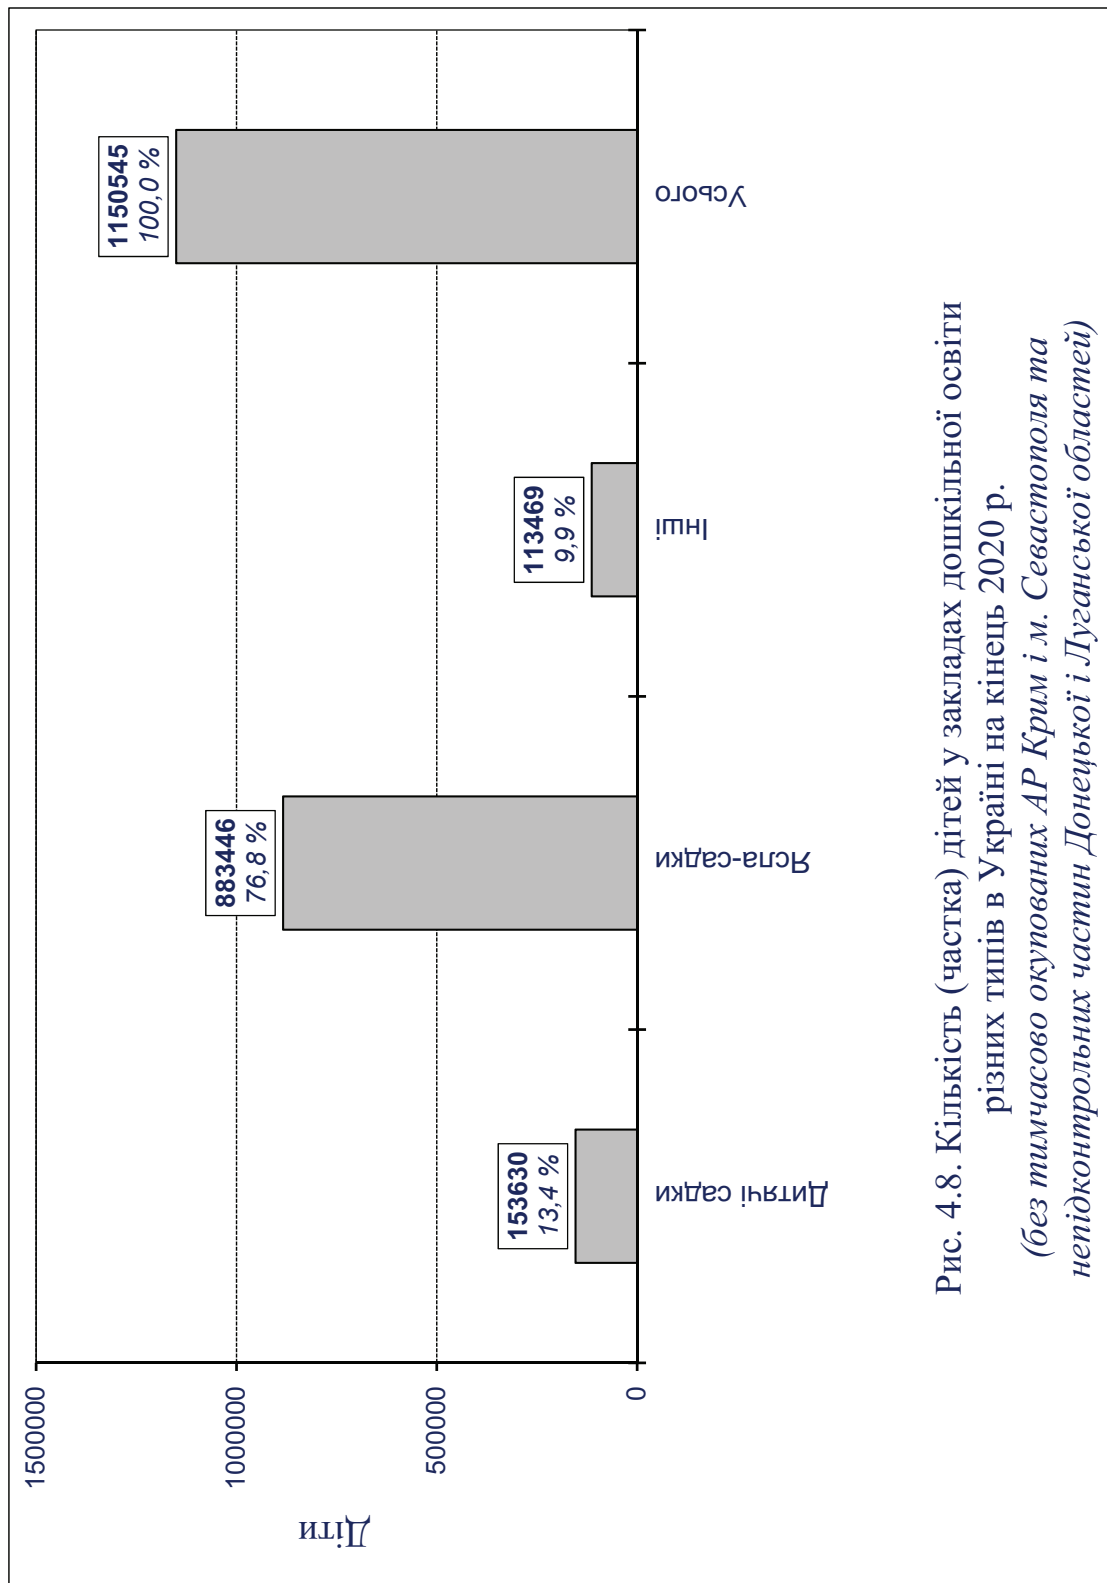 1500000
1000000
500000
0
Діти
153630
13,4 %
883446
76,8 %
113469
9,9 %
1150545
100,0 %
Дитячі садки
Ясла-садки
Інші
Усього
Рис. 4.8. Кількість (частка) дітей у закладах дошкільної освіти
різних типів в Україні на кінець 2020 р.
(без тимчасово окупованих АР Крим і м. Севастополя та
непідконтрольних частин Донецької і Луганської областей)